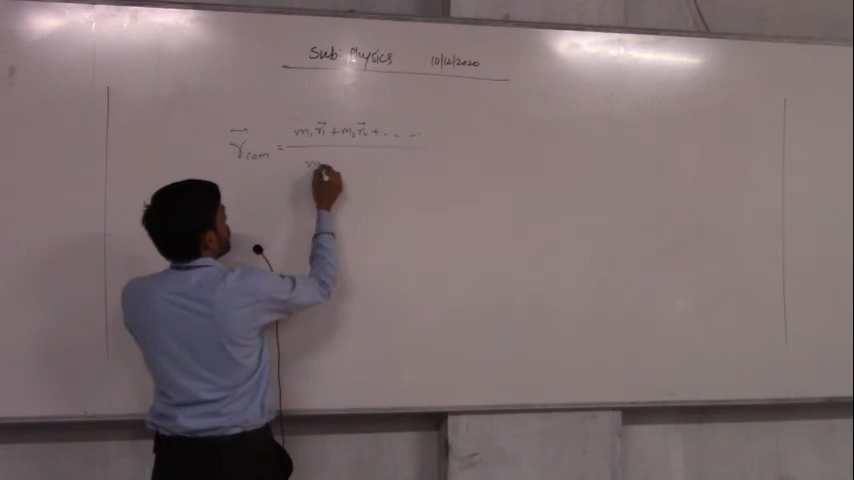 Sub: Physics 10/12/2020
m₁r⃗₁ + m₂r⃗₂ + - - -
r⃗com = ―
m